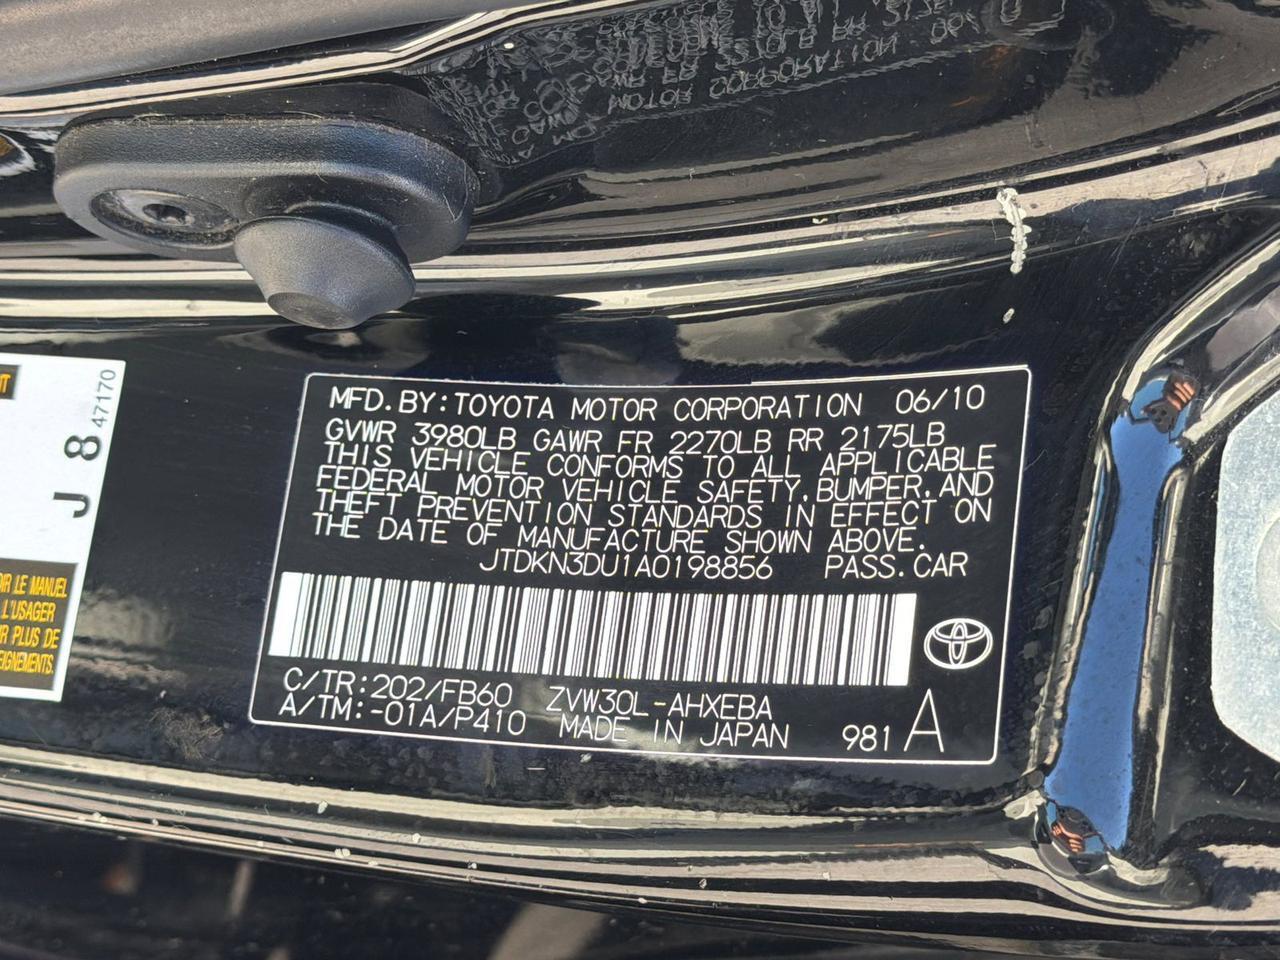 MFD.BY:TOYOTA MOTOR CORPORATION 06/10
GVWR 3980LB GAWR FR 2270LB RR 2175LB
THIS VEHICLE CONFORMS TO ALL APPLICABLE
FEDERAL MOTOR VEHICLE SAFETY,BUMPER,AND
THEFT PREVENTION STANDARDS IN EFFECT ON
THE DATE OF MANUFACTURE SHOWN ABOVE.
JTDKN3DU1A0198856 PASS.CAR
C/TR:202/FB60 ZVW30L-AHXEBA
A/TM:-01A/P410 MADE IN JAPAN 981 A
J 8 47170
LE MANUEL
L'USAGER
PLUS DE